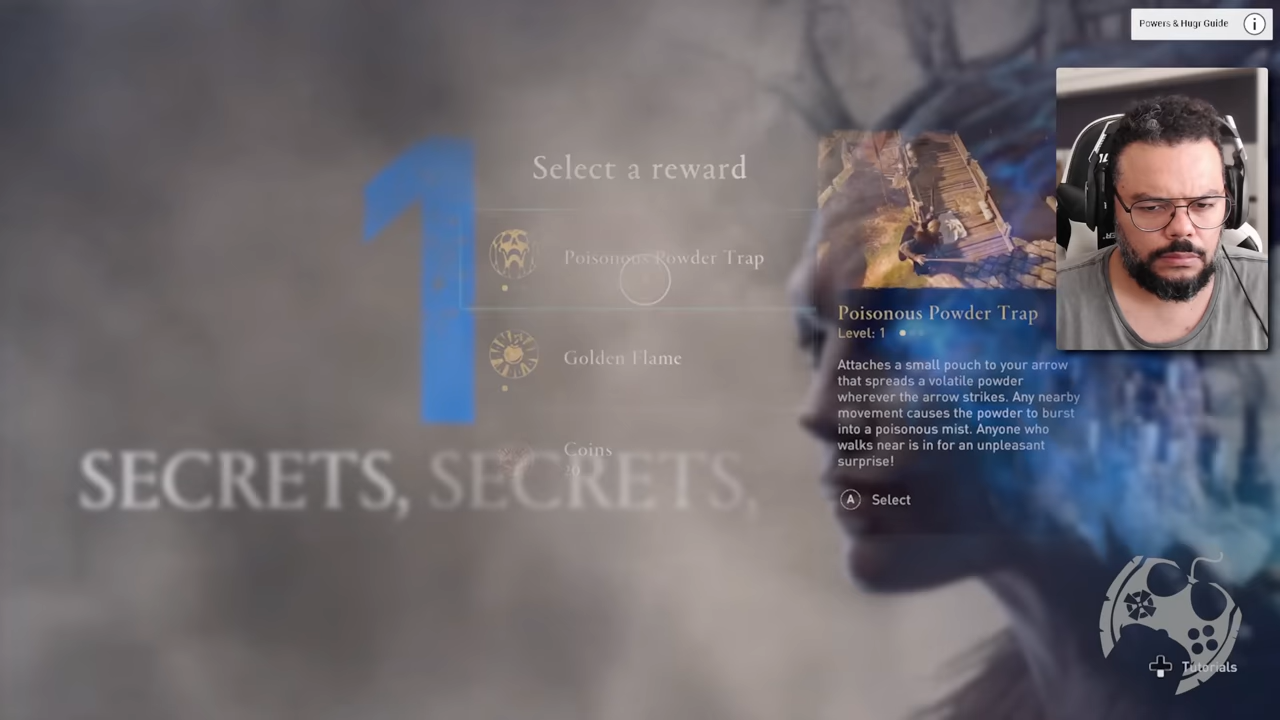 Powers & Hugr Guide
1
Select a reward
Poisonous Powder Trap
Golden Flame
Coins
20
SECRETS, SECRETS,
Poisonous Powder Trap
Level: 1
Attaches a small pouch to your arrow
that spreads a volatile powder
wherever the arrow strikes. Any nearby
movement causes the powder to burst
into a poisonous mist. Anyone who
walks near is in for an unpleasant
surprise!
A Select
Tutorials